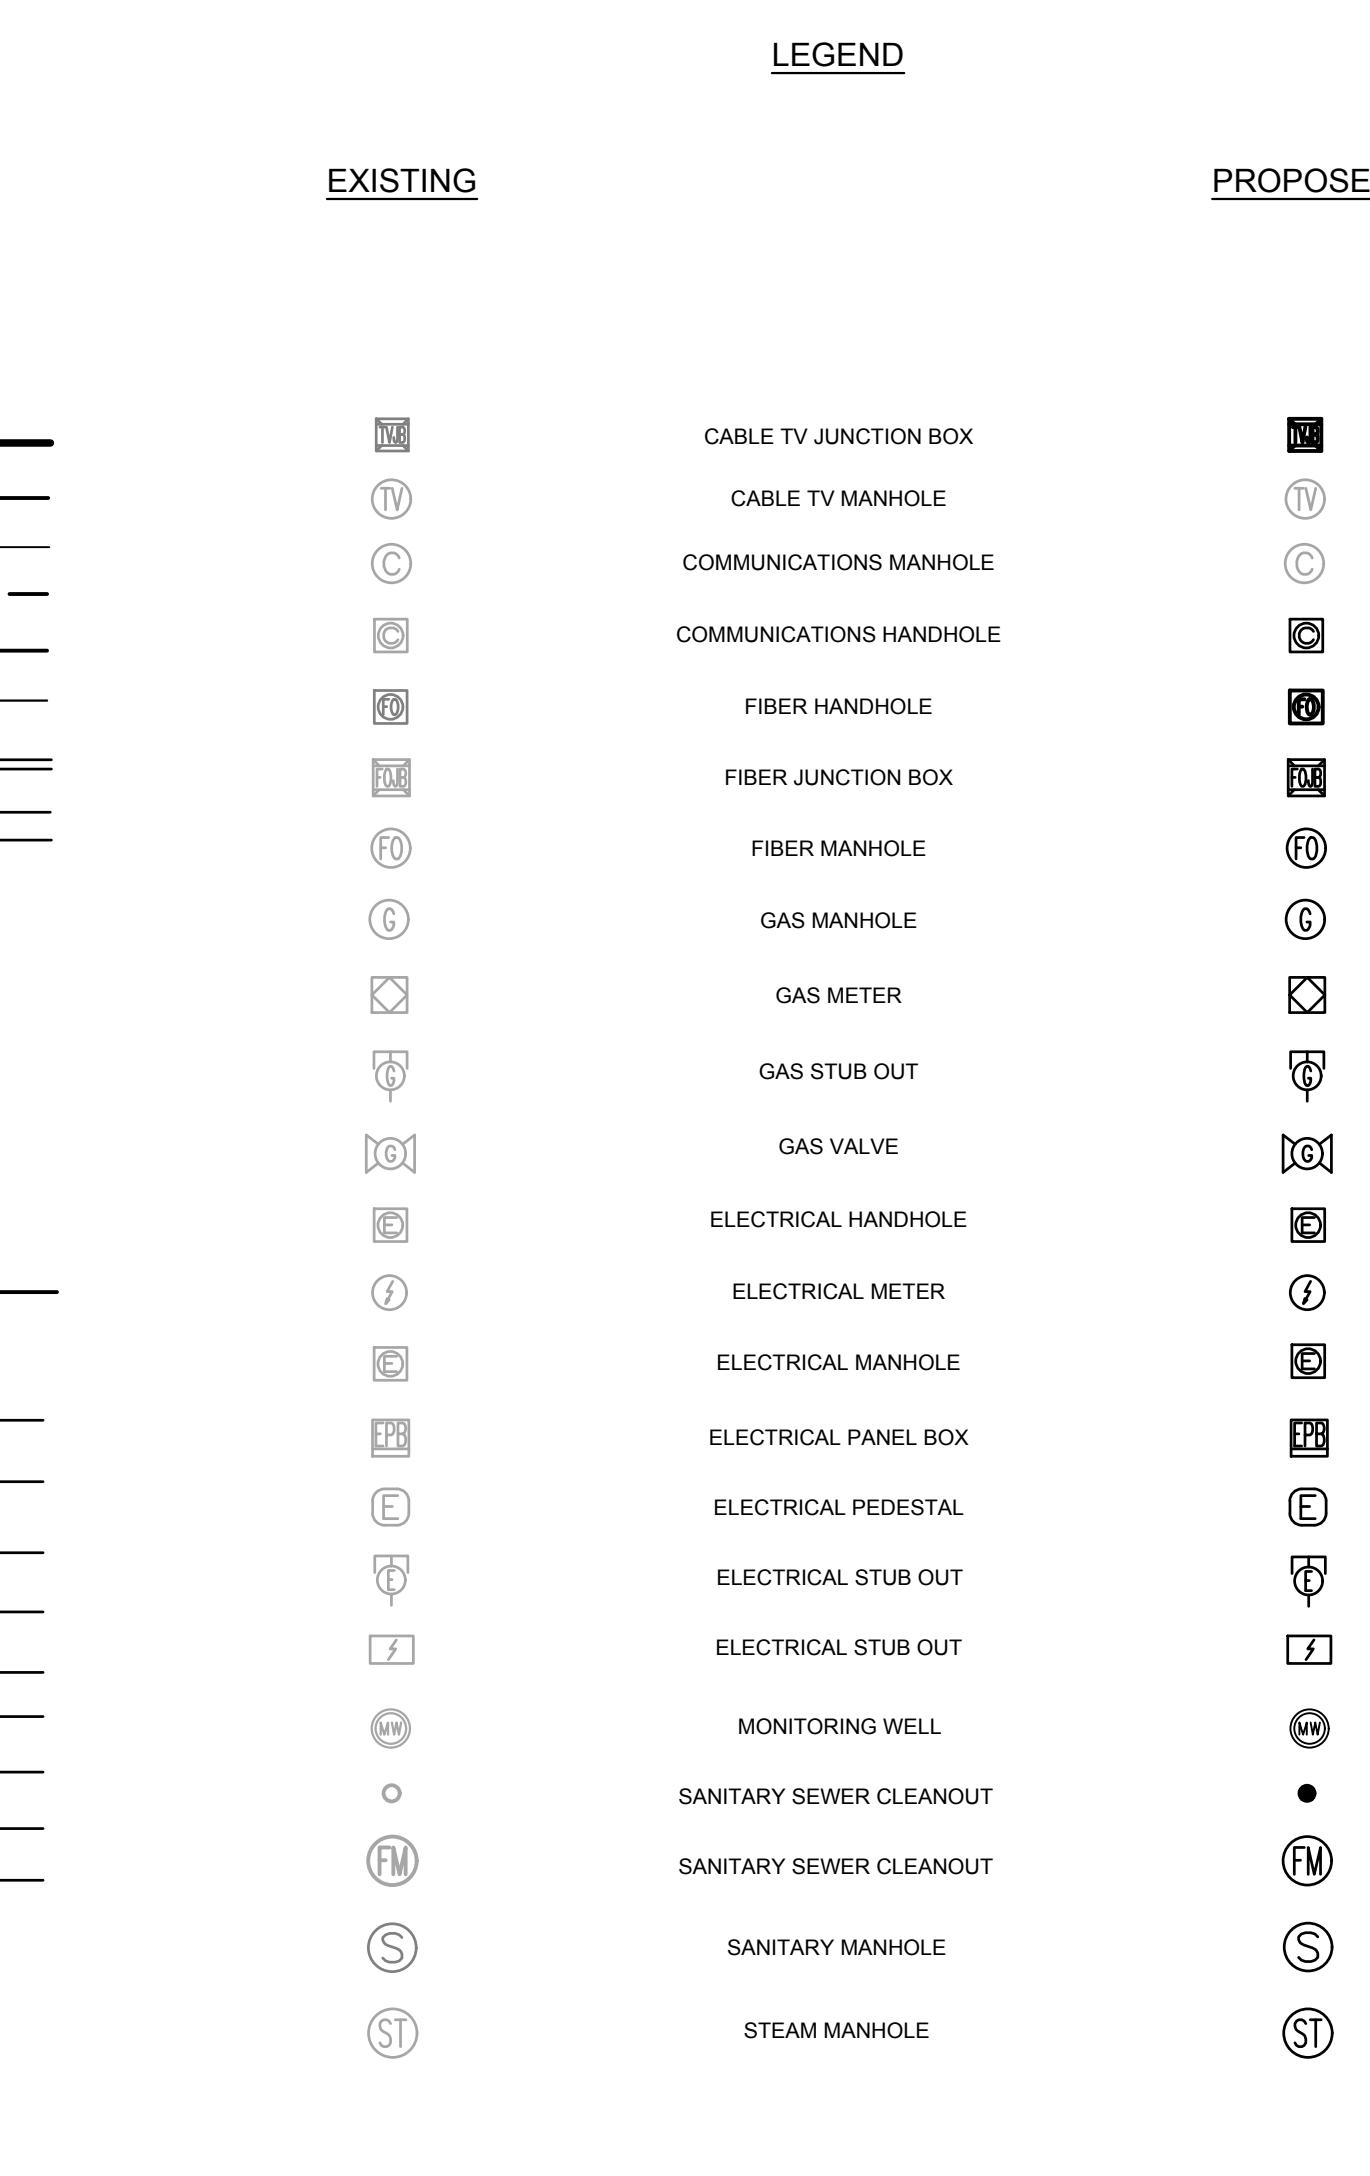 LEGEND
EXISTING PROPOSE
TVJB CABLE TV JUNCTION BOX TVJB
TV CABLE TV MANHOLE TV
C COMMUNICATIONS MANHOLE C
C COMMUNICATIONS HANDHOLE C
FO FIBER HANDHOLE FO
FOJB FIBER JUNCTION BOX FOJB
FO FIBER MANHOLE FO
G GAS MANHOLE G
GAS METER
G GAS STUB OUT G
G GAS VALVE G
E ELECTRICAL HANDHOLE E
ELECTRICAL METER
E ELECTRICAL MANHOLE E
EPB ELECTRICAL PANEL BOX EPB
E ELECTRICAL PEDESTAL E
E ELECTRICAL STUB OUT E
ELECTRICAL STUB OUT
MW MONITORING WELL MW
SANITARY SEWER CLEANOUT
FM SANITARY SEWER CLEANOUT FM
S SANITARY MANHOLE S
ST STEAM MANHOLE ST